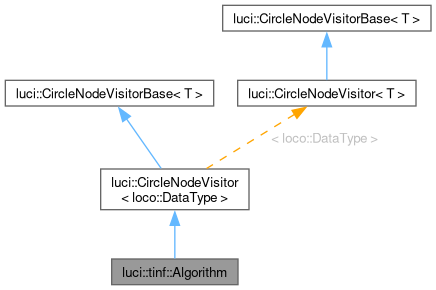 luci::CircleNodeVisitorBase< T >
luci::CircleNodeVisitorBase< T >
luci::CircleNodeVisitor< T >
< loco::DataType >
luci::CircleNodeVisitor
< loco::DataType >
luci::tinf::Algorithm